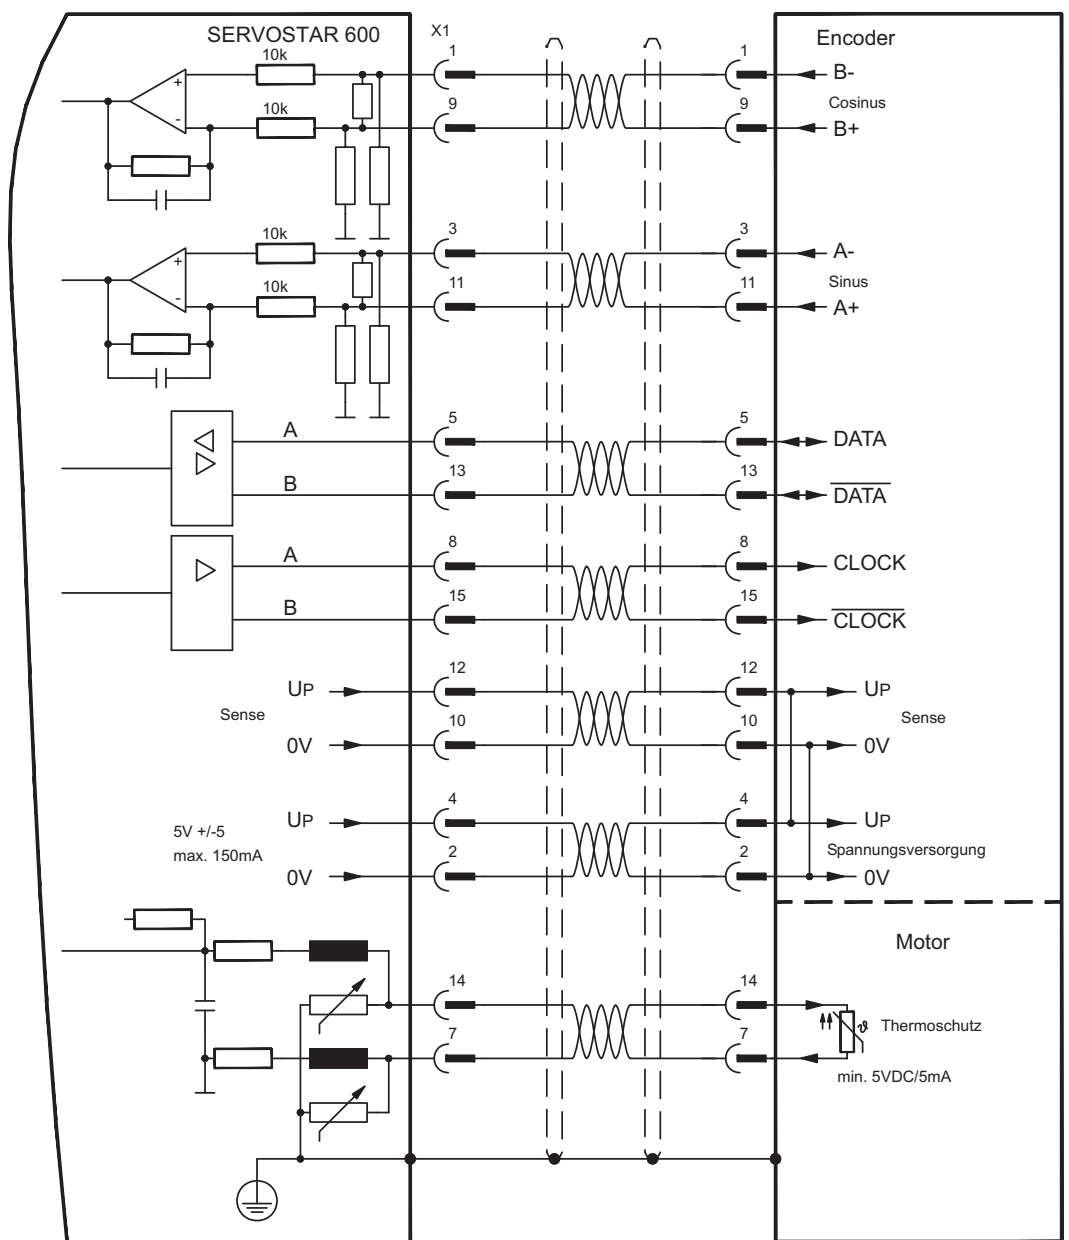 SERVOSTAR 600
X1
Encoder
10k
1
1
B-
+
Cosinus
10k
9
9
B+
-
10k
3
3
A-
+
Sinus
10k
11
11
A+
-
A
5
5
DATA
B
13
13
DATA
A
8
8
CLOCK
B
15
15
CLOCK
UP
12
12
UP
Sense
Sense
0V
10
10
0V
UP
4
4
UP
5V +/-5
max. 150mA
Spannungsversorgung
0V
2
2
0V
Motor
14
14
ϑ
Thermoschutz
7
7
min. 5VDC/5mA